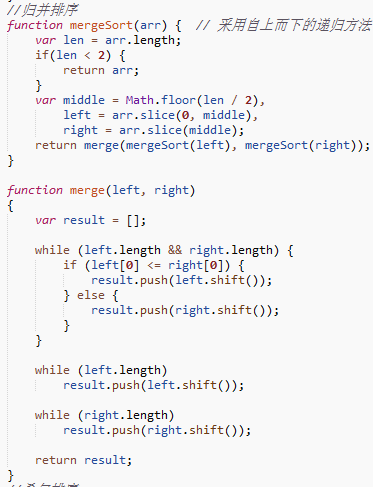 //归并排序
function mergeSort(arr) {  // 采用自上而下的递归方法
    var len = arr.length;
    if(len < 2) {
        return arr;
    }
    var middle = Math.floor(len / 2),
        left = arr.slice(0, middle),
        right = arr.slice(middle);
    return merge(mergeSort(left), mergeSort(right));
}

function merge(left, right)
{
    var result = [];

    while (left.length && right.length) {
        if (left[0] <= right[0]) {
            result.push(left.shift());
        } else {
            result.push(right.shift());
        }
    }

    while (left.length)
        result.push(left.shift());

    while (right.length)
        result.push(right.shift());

    return result;
}